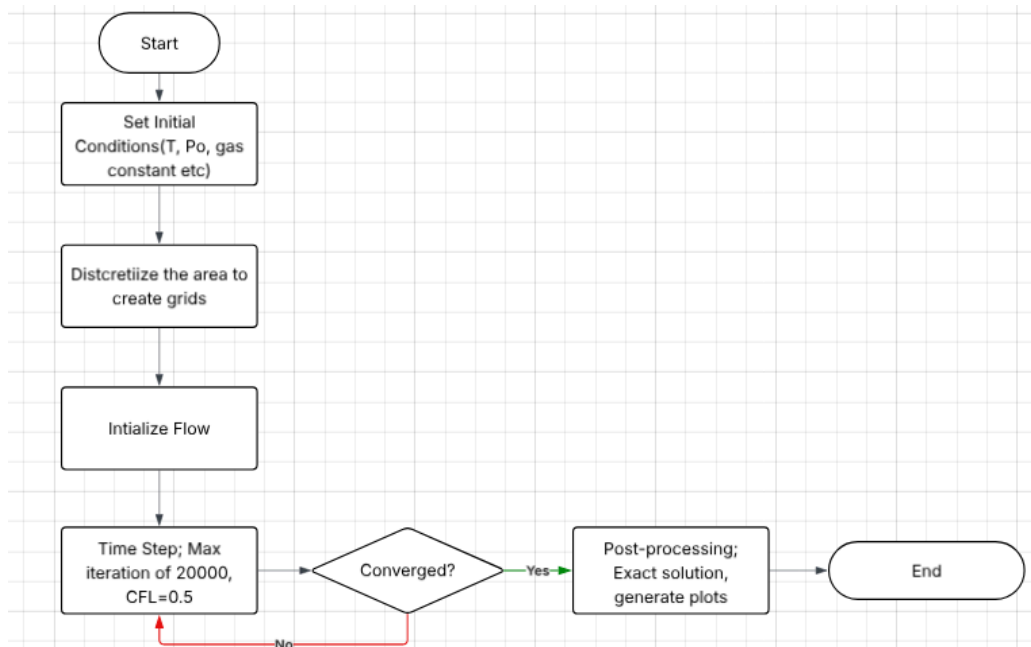 Start
Set Initial
Conditions(T, Po, gas
constant etc)
Distcretiize the area to
create grids
Intialize Flow
Time Step; Max
iteration of 20000,
CFL=0.5
Converged?
Yes
Post-processing;
Exact solution,
generate plots
End
No